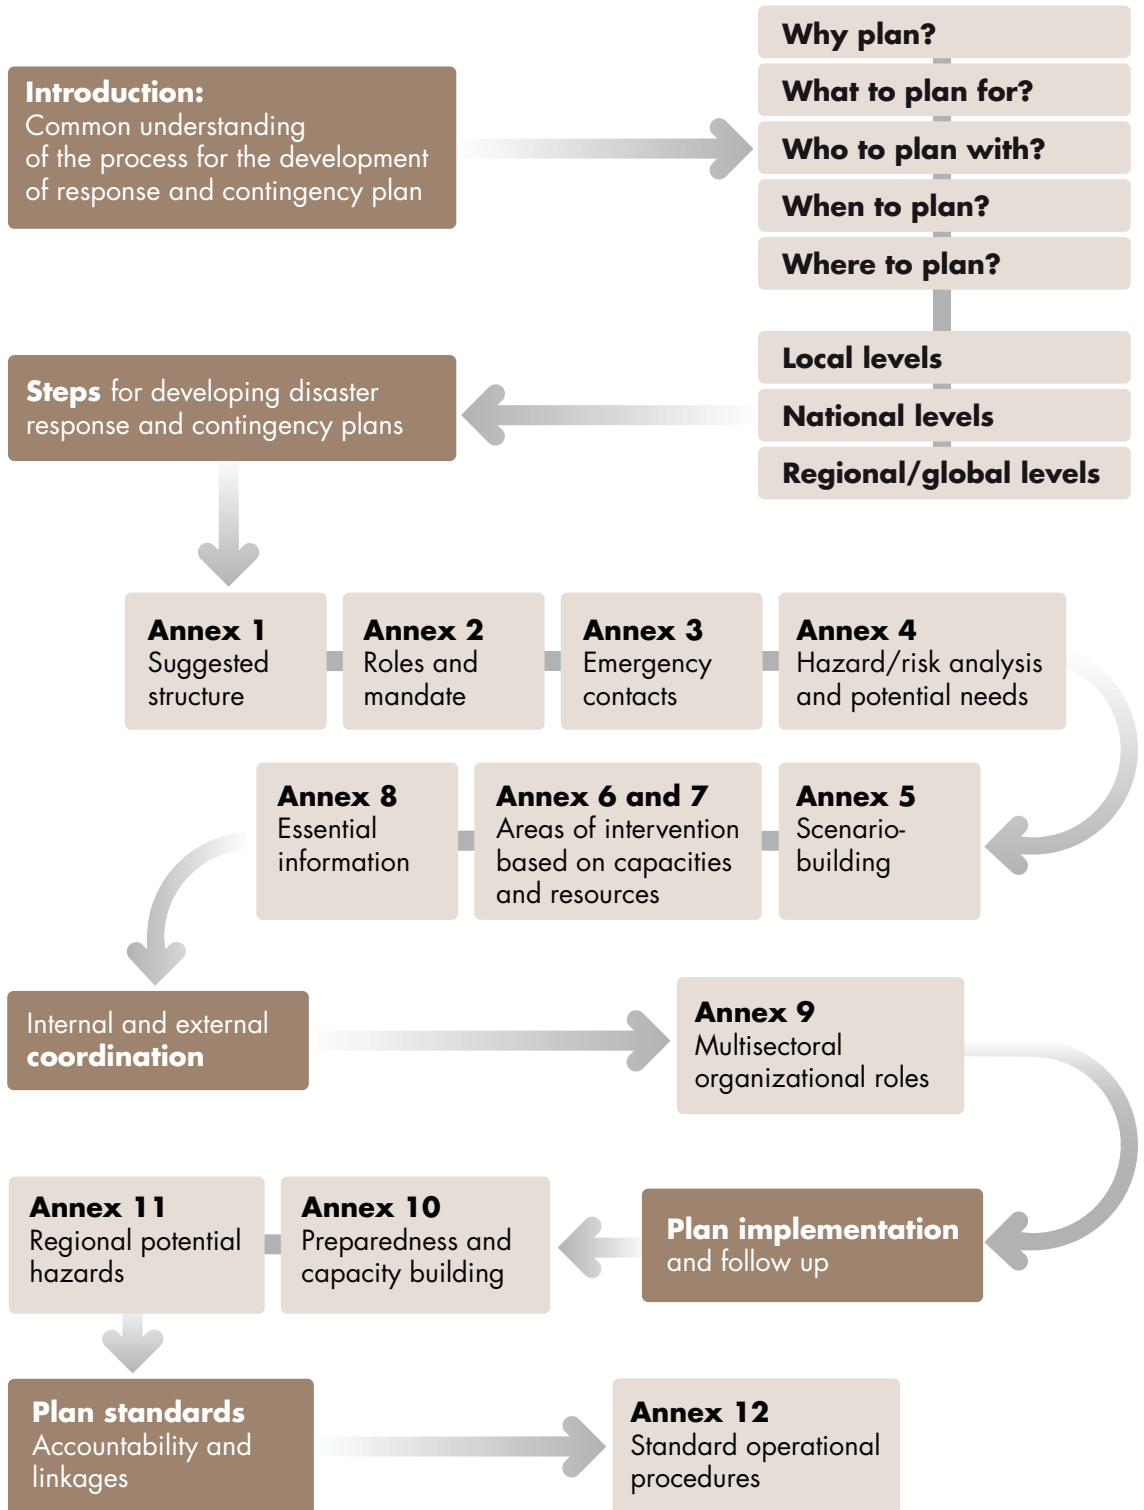 Introduction:
Common understanding
of the process for the development
of response and contingency plan
Why plan?
What to plan for?
Who to plan with?
When to plan?
Where to plan?
Local levels
National levels
Regional/global levels
Steps for developing disaster
response and contingency plans
Annex 1
Suggested
structure
Annex 2
Roles and
mandate
Annex 3
Emergency
contacts
Annex 4
Hazard/risk analysis
and potential needs
Annex 5
Scenario-
building
Annex 6 and 7
Areas of intervention
based on capacities
and resources
Annex 8
Essential
information
Internal and external
coordination
Annex 9
Multisectoral
organizational roles
Plan implementation
and follow up
Annex 10
Preparedness and
capacity building
Annex 11
Regional potential
hazards
Plan standards
Accountability and
linkages
Annex 12
Standard operational
procedures